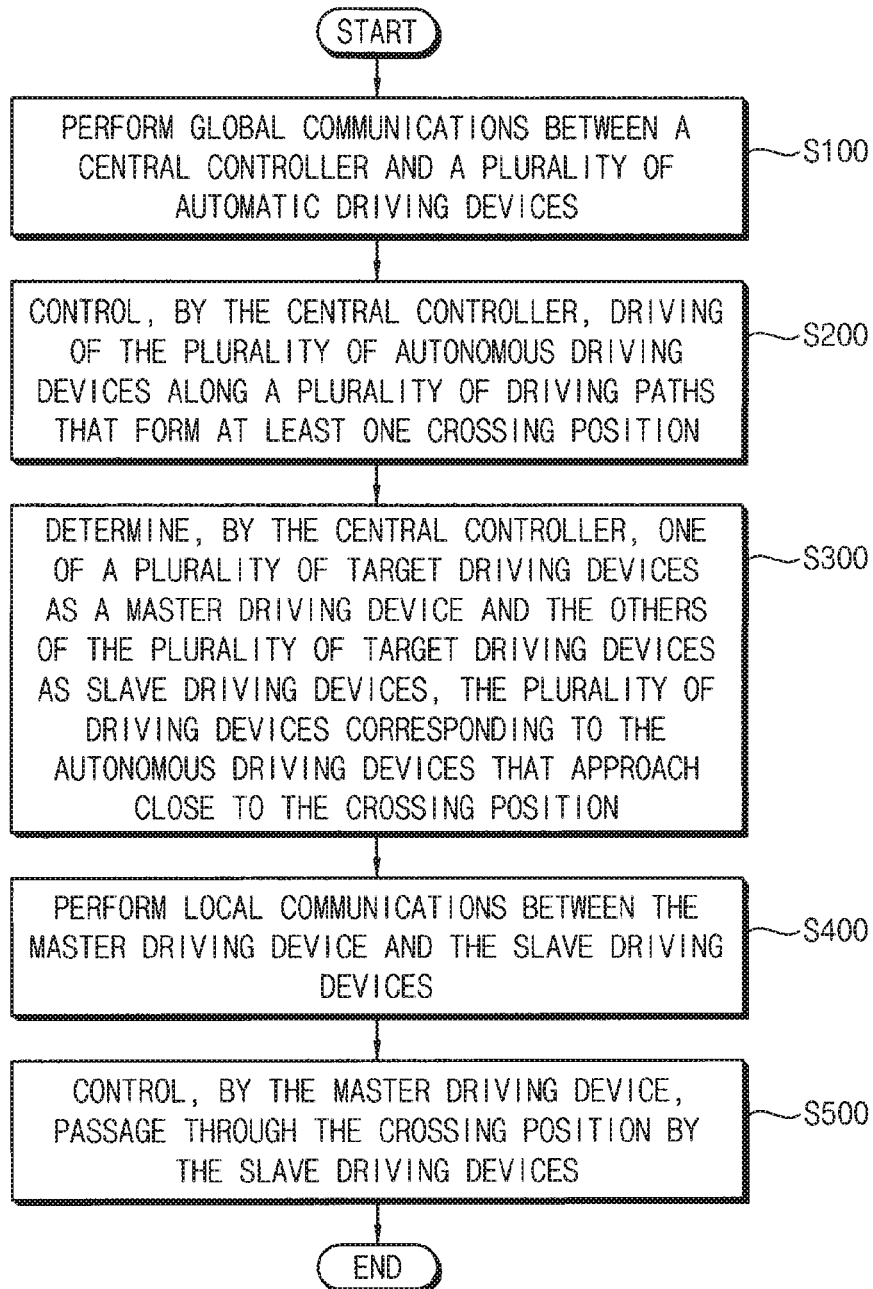 START
PERFORM GLOBAL COMMUNICATIONS BETWEEN A
CENTRAL CONTROLLER AND A PLURALITY OF
AUTOMATIC DRIVING DEVICES
S100
CONTROL, BY THE CENTRAL CONTROLLER, DRIVING
OF THE PLURALITY OF AUTONOMOUS DRIVING
DEVICES ALONG A PLURALITY OF DRIVING PATHS
THAT FORM AT LEAST ONE CROSSING POSITION
S200
DETERMINE, BY THE CENTRAL CONTROLLER, ONE
OF A PLURALITY OF TARGET DRIVING DEVICES
AS A MASTER DRIVING DEVICE AND THE OTHERS
OF THE PLURALITY OF TARGET DRIVING DEVICES
AS SLAVE DRIVING DEVICES, THE PLURALITY OF
DRIVING DEVICES CORRESPONDING TO THE
AUTONOMOUS DRIVING DEVICES THAT APPROACH
CLOSE TO THE CROSSING POSITION
S300
PERFORM LOCAL COMMUNICATIONS BETWEEN THE
MASTER DRIVING DEVICE AND THE SLAVE DRIVING
DEVICES
S400
CONTROL, BY THE MASTER DRIVING DEVICE,
PASSAGE THROUGH THE CROSSING POSITION BY
THE SLAVE DRIVING DEVICES
S500
END